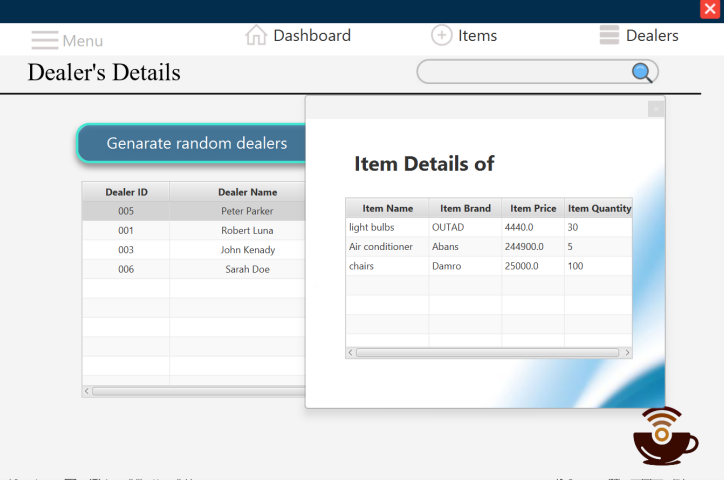 Menu
Dashboard
Items
Dealers
Dealer's Details
Genarate random dealers
Dealer ID Dealer Name
005 Peter Parker
001 Robert Luna
003 John Kenady
006 Sarah Doe
Item Details of
Item Name Item Brand Item Price Item Quantity
light bulbs OUTAD 4440.0 30
Air conditioner Abans 244900.0 5
chairs Damro 25000.0 100